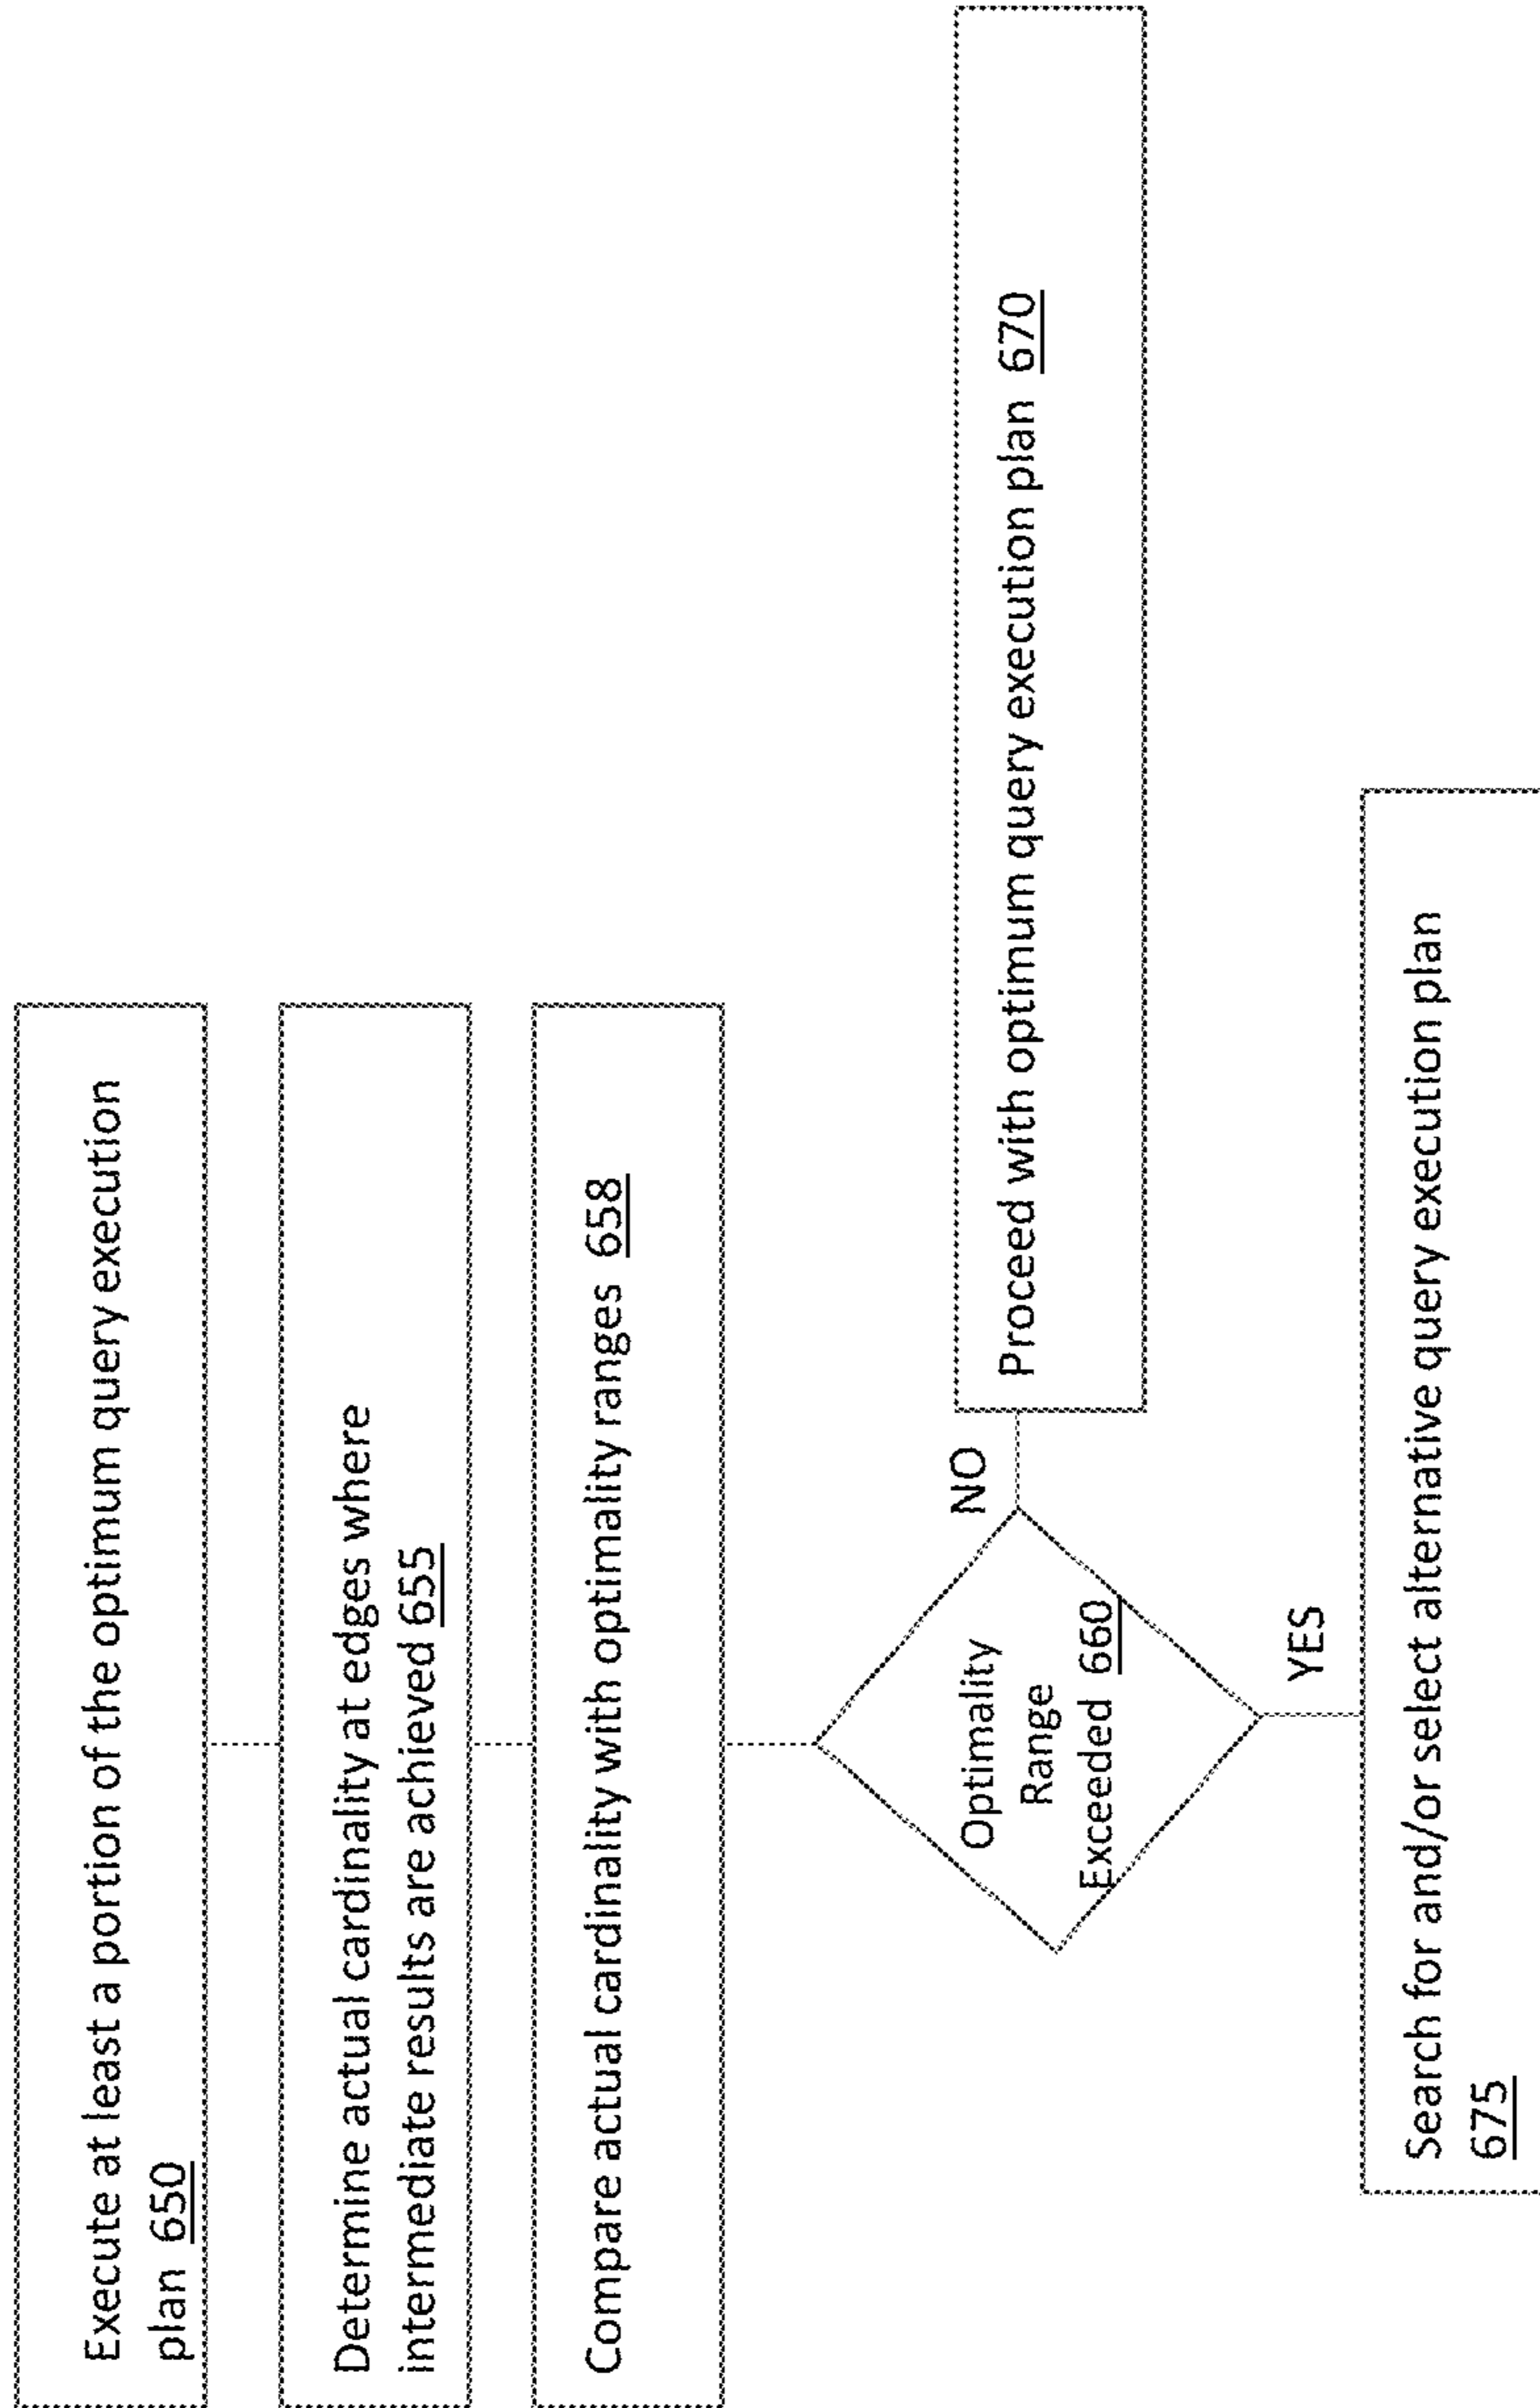 Execute at least a portion of the optimum query execution
plan 650
Determine actual cardinality at edges where
intermediate results are achieved 655
Compare actual cardinality with optimality ranges 658
Optimality
Range
Exceeded 660
NO
Proceed with optimum query execution plan 670
YES
Search for and/or select alternative query execution plan
675